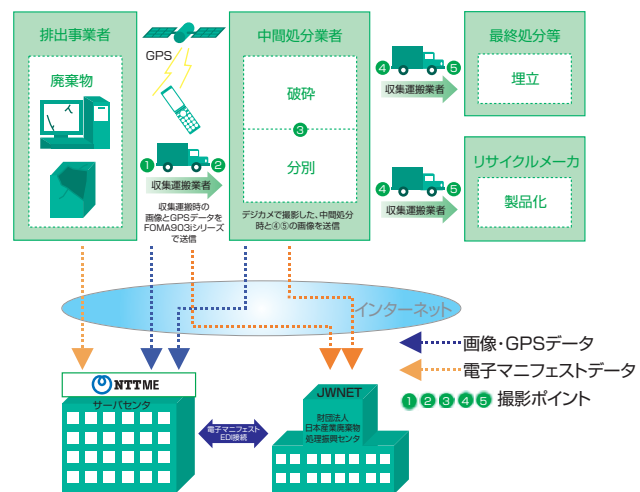 排出事業者
廃棄物
GPS
① ②
収集運搬業者
収集運搬時の
画像とGPSデータを
FOMA903iシリーズ
で送信
中間処分業者
破砕
③
分別
デジカメで撮影した、中間処分
時と④⑤の画像を送信
④ ⑤
収集運搬業者
最終処分等
埋立
④ ⑤
収集運搬業者
リサイクルメーカ
製品化
インターネット
画像・GPSデータ
電子マニフェストデータ
①②③④⑤ 撮影ポイント
NTTME
サーバセンタ
電子マニフェスト
EDI接続
JWNET
財団法人
日本産業廃棄物
処理振興センタ